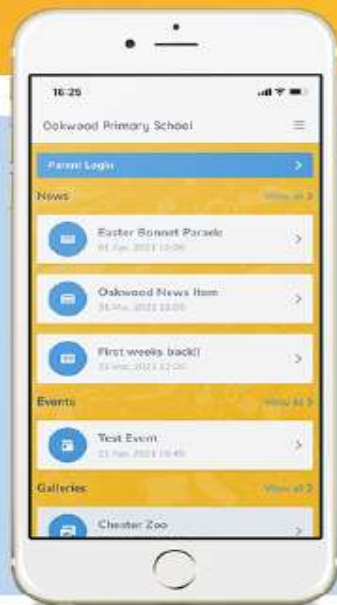 16:25
Oakwood Primary School
Parent Login
News
View all
Easter Bonnet Parade
Oakwood News Item
First weeks back!!
Events
View all
Test Event
Galleries
View all
Chester Zoo